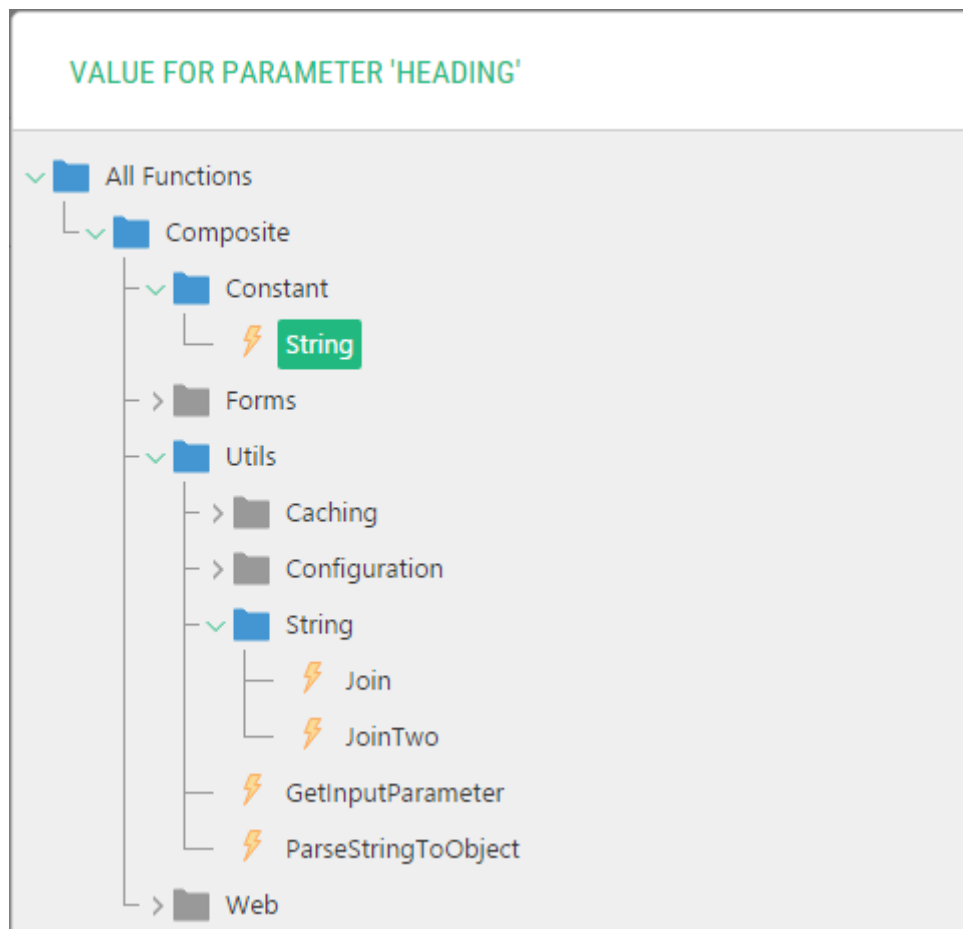 VALUE FOR PARAMETER 'HEADING'
All Functions
Composite
Constant
String
Forms
Utils
Caching
Configuration
String
Join
JoinTwo
GetInputParameter
ParseStringToObject
Web